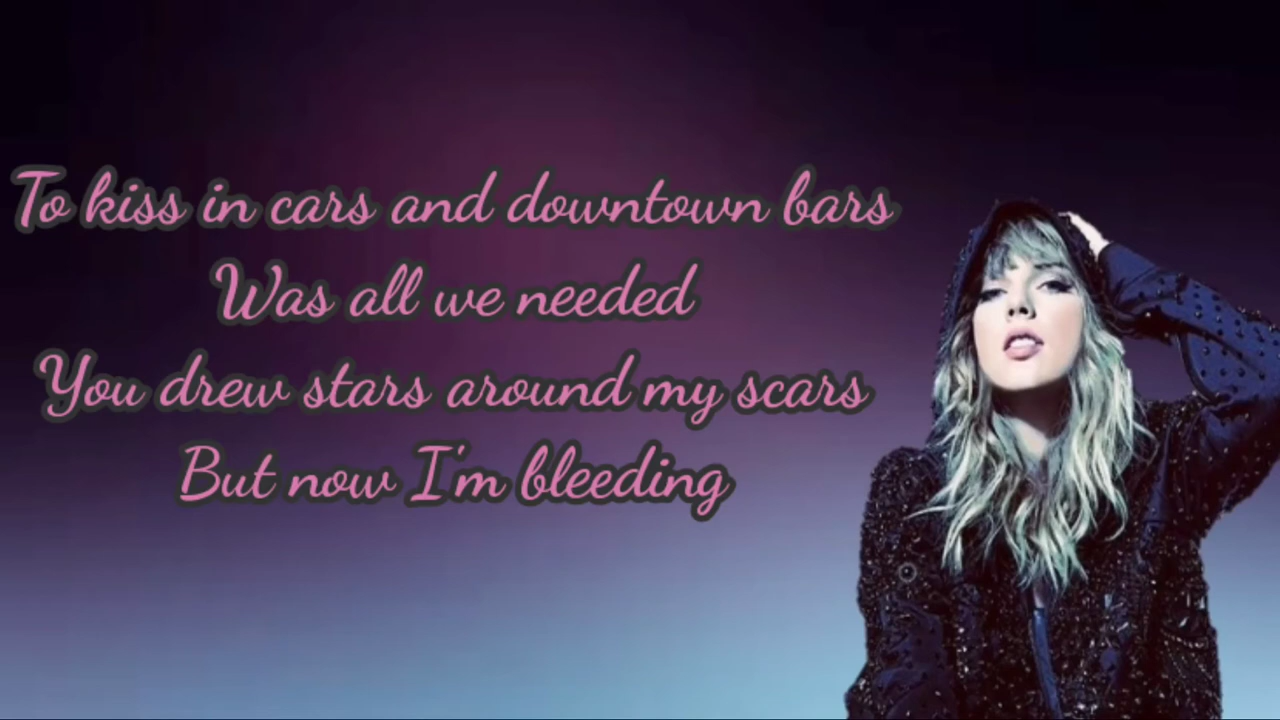 To kiss in cars and downtown bars
Was all we needed
You drew stars around my scars
But now I'm bleeding